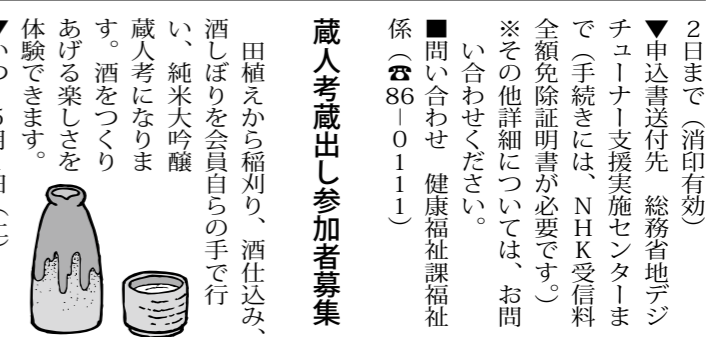 2日まで（消印有効）
▼申込書送付先　総務省地デジ
チューナー支援実施センターま
で（手続きには、NHK受信料
全額免除証明書が必要です。）
※その他詳細については、お問
い合わせください。
■問い合わせ　健康福祉課福祉
係（☎86－0111）
蔵人考蔵出し参加者募集
田植えから稲刈り、酒仕込み、
酒しぼりを会員自らの手で行
い、純米大吟醸
蔵人考になりま
す。酒をつくり
あげる楽しさを
体験できます。